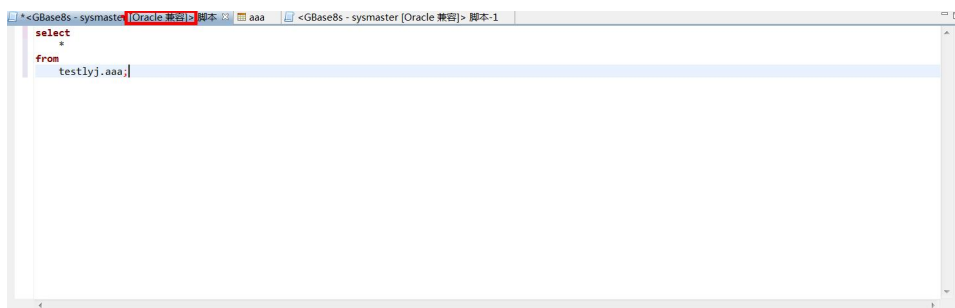 *<GBase8s - sysmaster [Oracle 兼容]> 脚本 aaa <GBase8s - sysmaster [Oracle 兼容]> 脚本-1
select
*
from
testlyj.aaa;